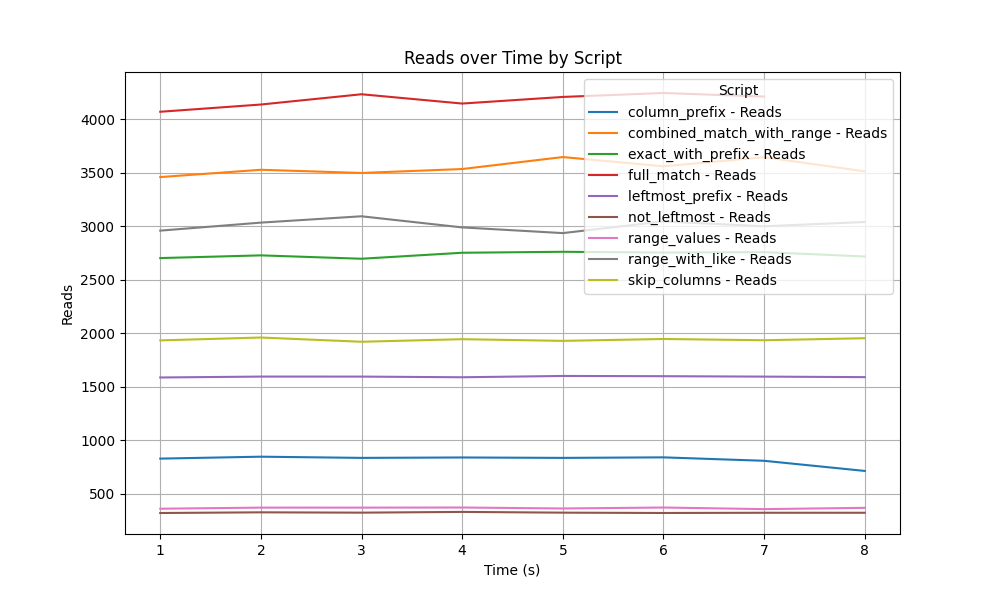 Reads over Time by Script
Script
column_prefix - Reads
combined_match_with_range - Reads
exact_with_prefix - Reads
full_match - Reads
leftmost_prefix - Reads
not_leftmost - Reads
range_values - Reads
range_with_like - Reads
skip_columns - Reads
Reads
4000
3500
3000
2500
2000
1500
1000
500
1 2 3 4 5 6 7 8
Time (s)